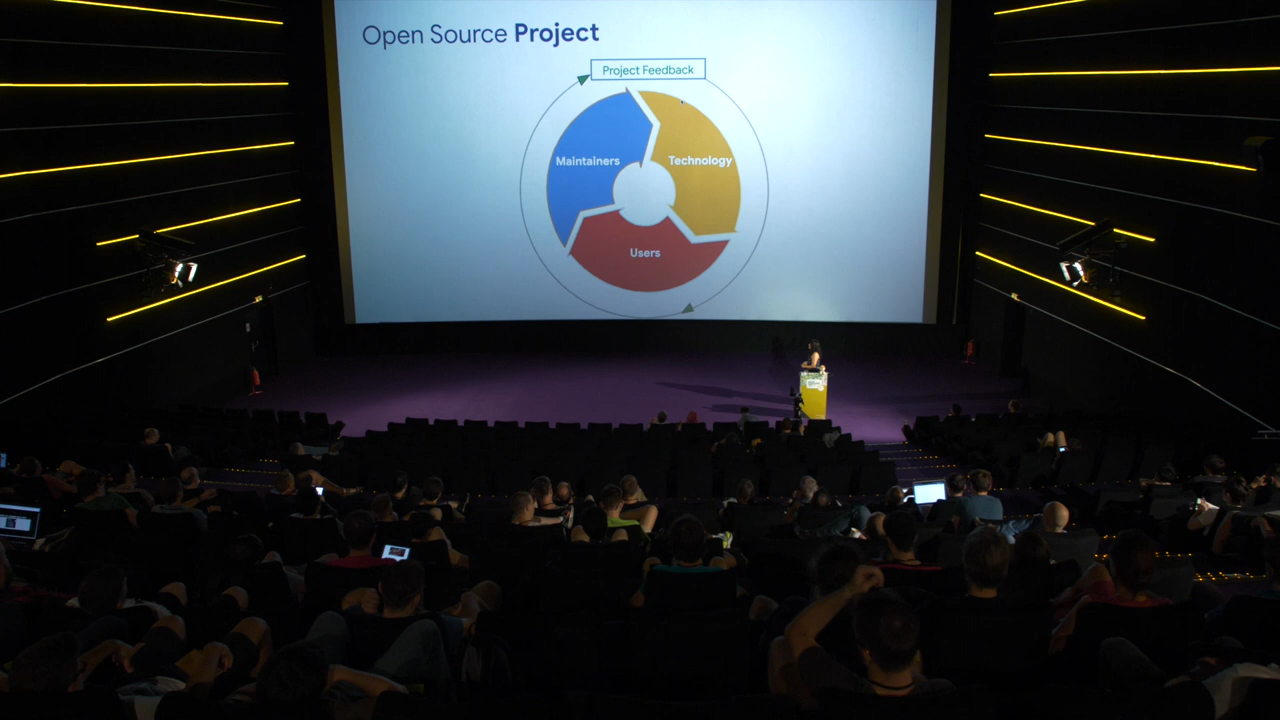 Open Source Project
Project Feedback
Maintainers
Technology
Users